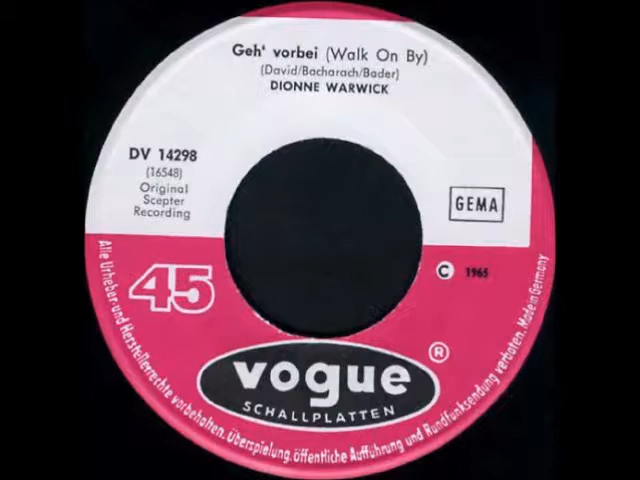 Geh' vorbei (Walk On By)
(David/Bacharach/Bader)
DIONNE WARWICK
DV 14298
(16548)
Original
Scepter
Recording
GEMA
45
© 1965
vogue ®
SCHALLPLATTEN
Alle Urheber- und Herstellerrechte vorbehalten. Überspielung, öffentliche Aufführung und Rundfunksendung verboten. Made in Germany